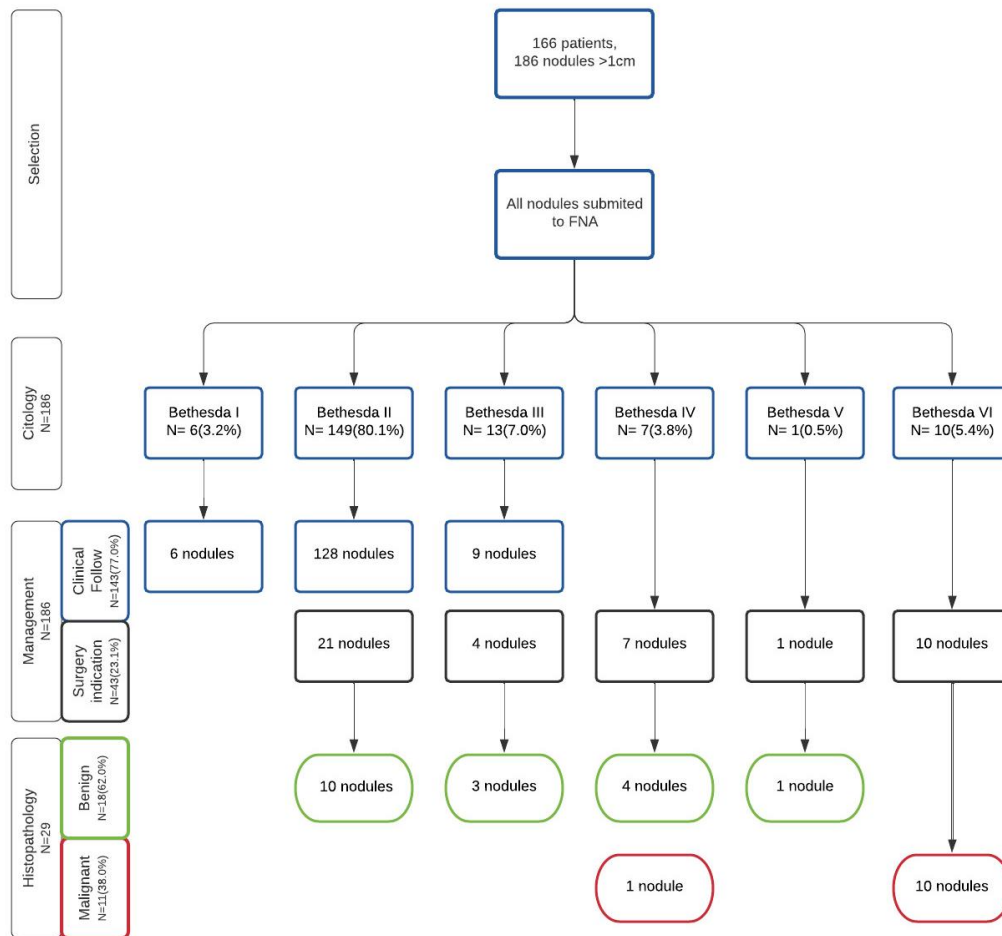 166 patients,
186 nodules >1cm
Selection
All nodules submited
to FNA
Citology
N=186
Bethesda I
N= 6(3.2%)
Bethesda II
N= 149(80.1%)
Bethesda III
N= 13(7.0%)
Bethesda IV
N= 7(3.8%)
Bethesda V
N= 1(0.5%)
Bethesda VI
N= 10(5.4%)
Management
N=186
Clinical
Follow
N=143(77.0%)
6 nodules
128 nodules
9 nodules
Surgery
indication
N=43(23.1%)
21 nodules
4 nodules
7 nodules
1 nodule
10 nodules
Histopathology
N=29
Benign
N=18(62.0%)
10 nodules
3 nodules
4 nodules
1 nodule
Malignant
N=11(38.0%)
1 nodule
10 nodules